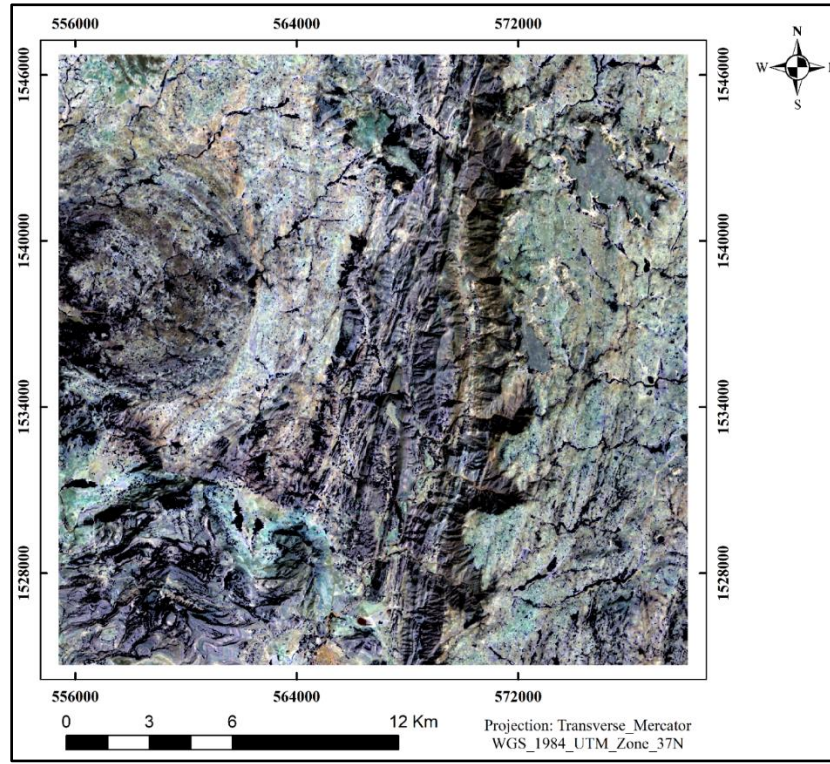 556000 564000 572000
N
W E
S
1546000 1546000
1540000 1540000
1534000 1534000
1528000 1528000
556000 564000 572000
0 3 6 12 Km
Projection: Transverse_Mercator
WGS_1984_UTM_Zone_37N